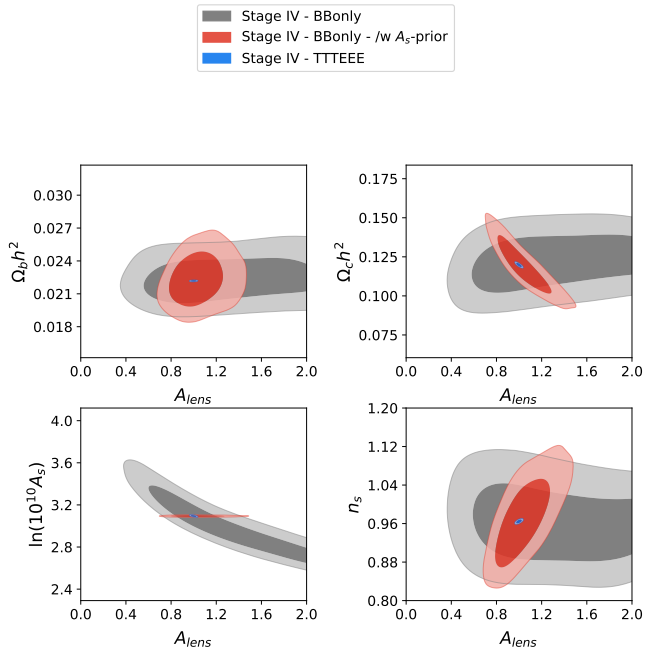 Stage IV - BBonly
Stage IV - BBonly - /w A_s-prior
Stage IV - TTTEEE
0.030
0.027
0.024
0.021
0.018
Ω_b h²
0.0 0.4 0.8 1.2 1.6 2.0
A_lens
0.175
0.150
0.125
0.100
0.075
Ω_c h²
0.0 0.4 0.8 1.2 1.6 2.0
A_lens
4.0
3.6
3.2
2.8
2.4
ln(10¹⁰A_s)
0.0 0.4 0.8 1.2 1.6 2.0
A_lens
1.20
1.12
1.04
0.96
0.88
0.80
n_s
0.0 0.4 0.8 1.2 1.6 2.0
A_lens